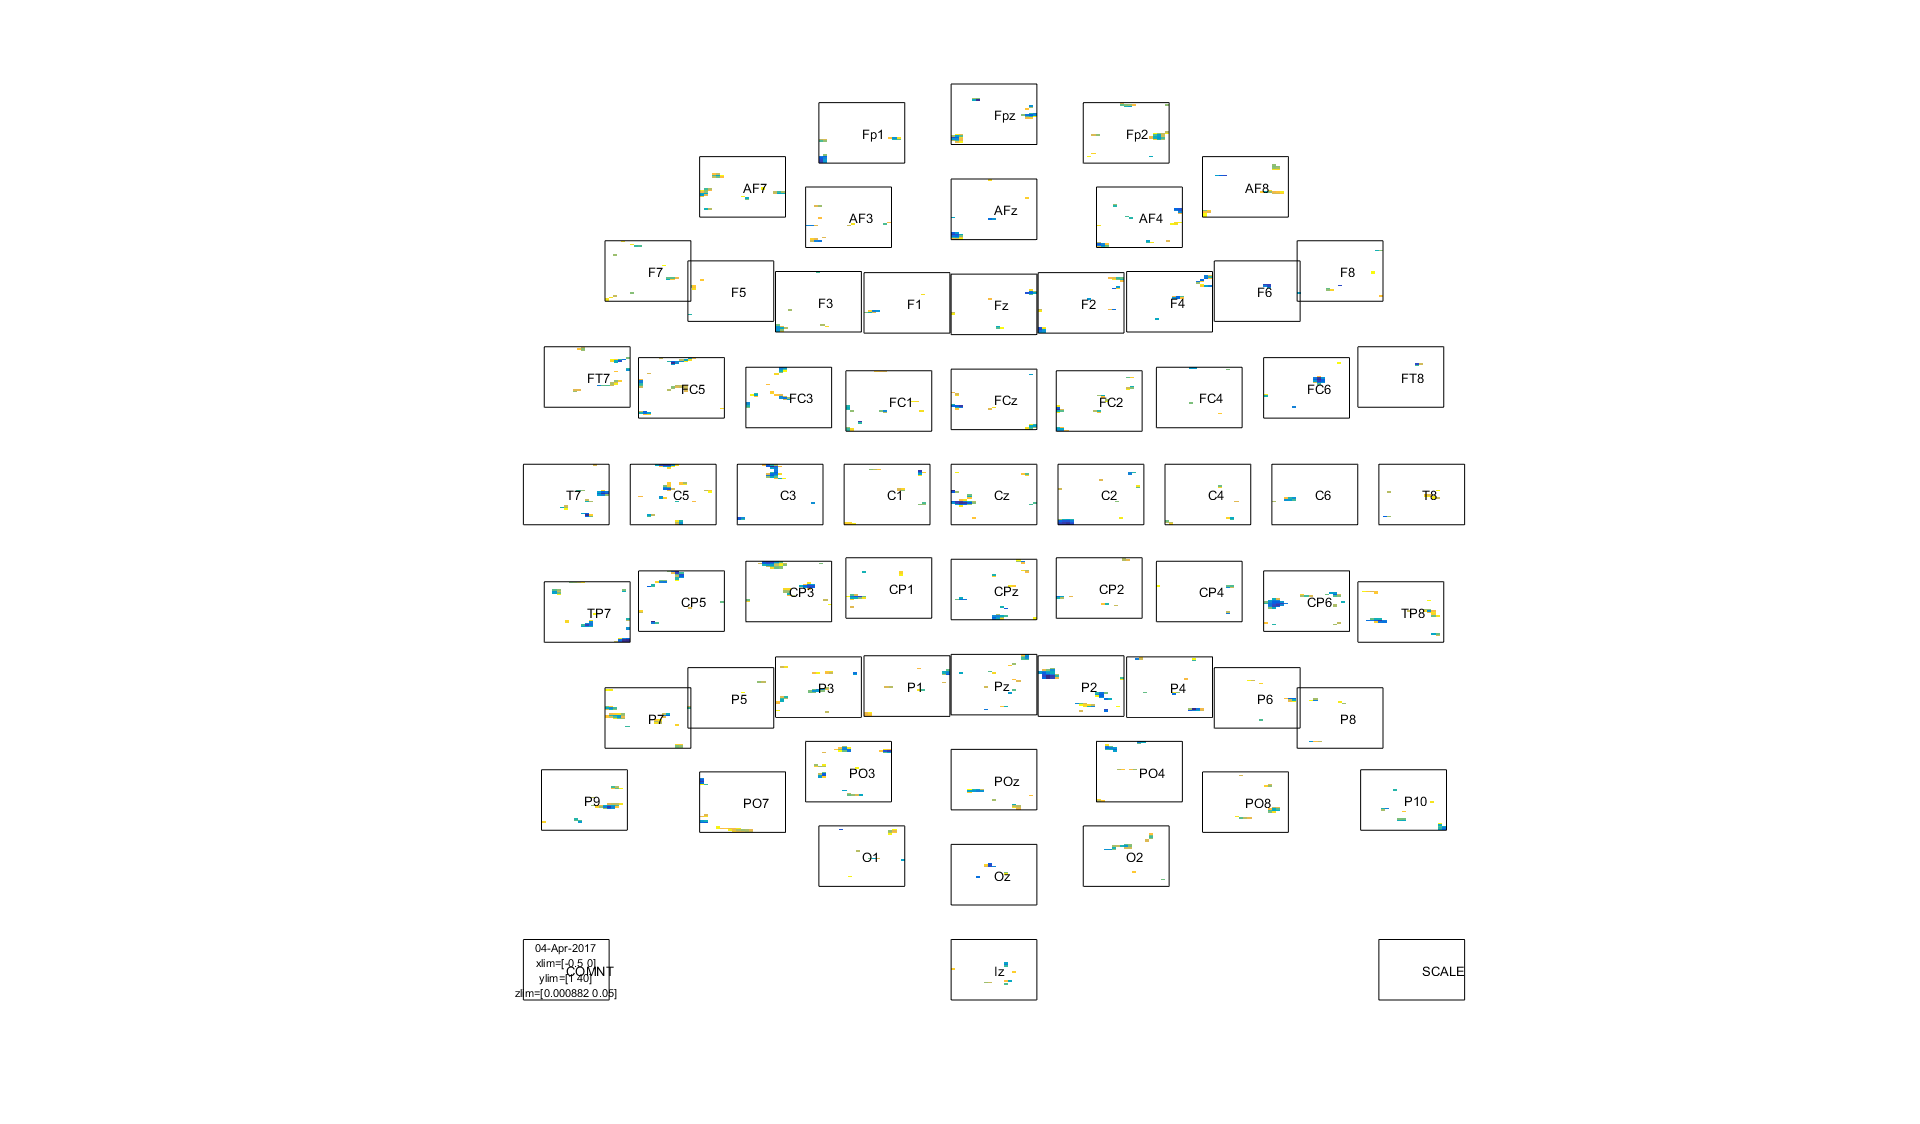 Fpz
Fp1
Fp2
AF7
AF8
AFz
AF3
AF4
F7
F8
F5
F6
F3
F1
Fz
F2
F4
FT7
FT8
FC5
FC6
FC3
FC4
FC1
FCz
FC2
T7
C5
C3
C1
Cz
C2
C4
C6
T8
CP1
CPz
CP2
CP3
CP4
CP5
CP6
TP7
TP8
P3
P1
Pz
P2
P4
P5
P6
P7
P8
PO3
POz
PO4
P9
PO7
PO8
P10
O1
O2
Oz
04-Apr-2017
xlim=[-0.5 0]
COMNT
ylim=[1 40]
zlim=[0.000882 0.05]
Iz
SCALE